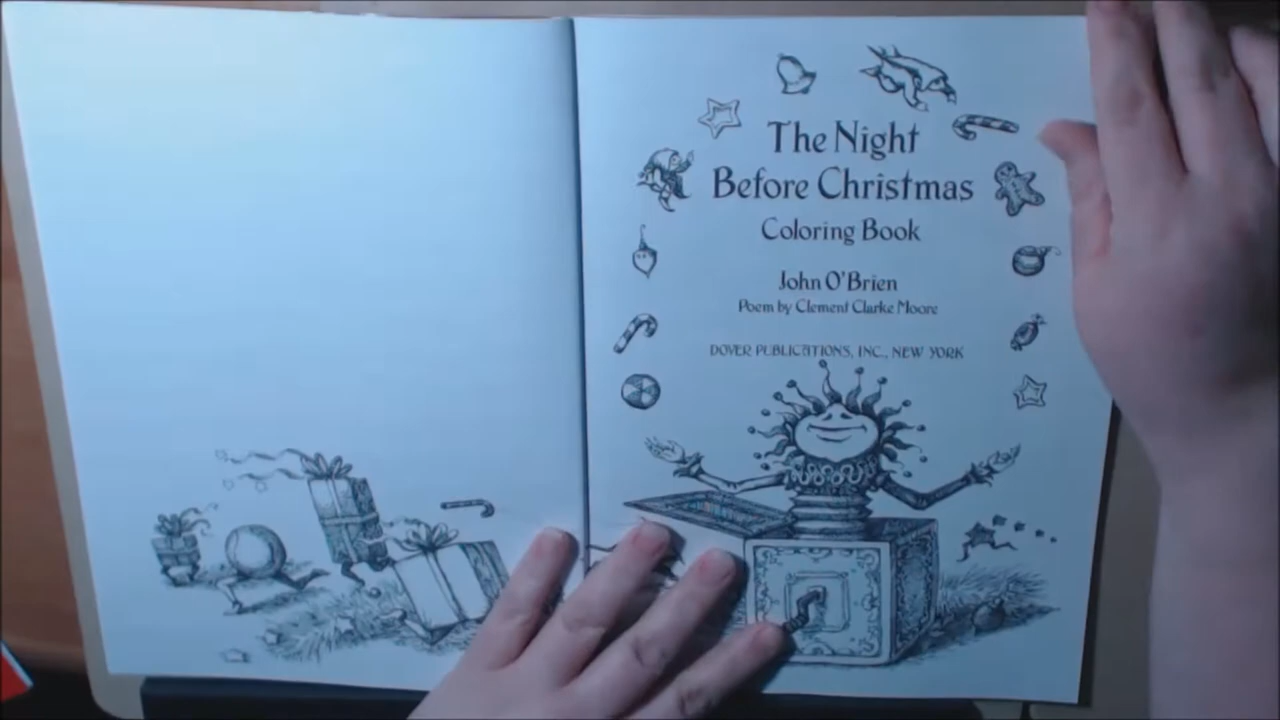 The Night
Before Christmas
Coloring Book
John O'Brien
Poem by Clement Clarke Moore
DOVER PUBLICATIONS, INC., NEW YORK